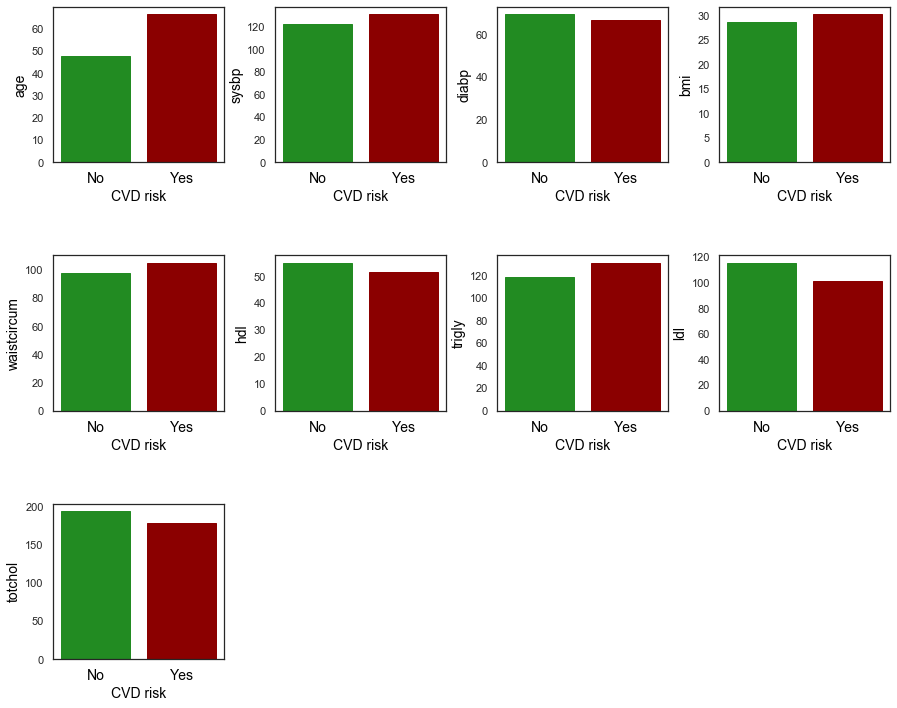 age
60
50
40
30
20
10
0
No Yes
CVD risk
sysbp
120
100
80
60
40
20
0
No Yes
CVD risk
diabp
60
40
20
0
No Yes
CVD risk
bmi
30
25
20
15
10
5
0
No Yes
CVD risk
waistcircum
100
80
60
40
20
0
No Yes
CVD risk
hdl
50
40
30
20
10
0
No Yes
CVD risk
trigly
120
100
80
60
40
20
0
No Yes
CVD risk
ldl
120
100
80
60
40
20
0
No Yes
CVD risk
totchol
200
150
100
50
0
No Yes
CVD risk